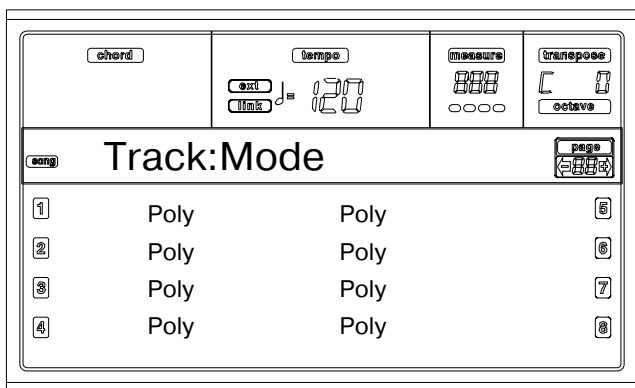 chord tempo measure transpose
ext link = 120 888 C 0
octave
song Track:Mode page
88
1 Poly Poly 5
2 Poly Poly 6
3 Poly Poly 7
4 Poly Poly 8